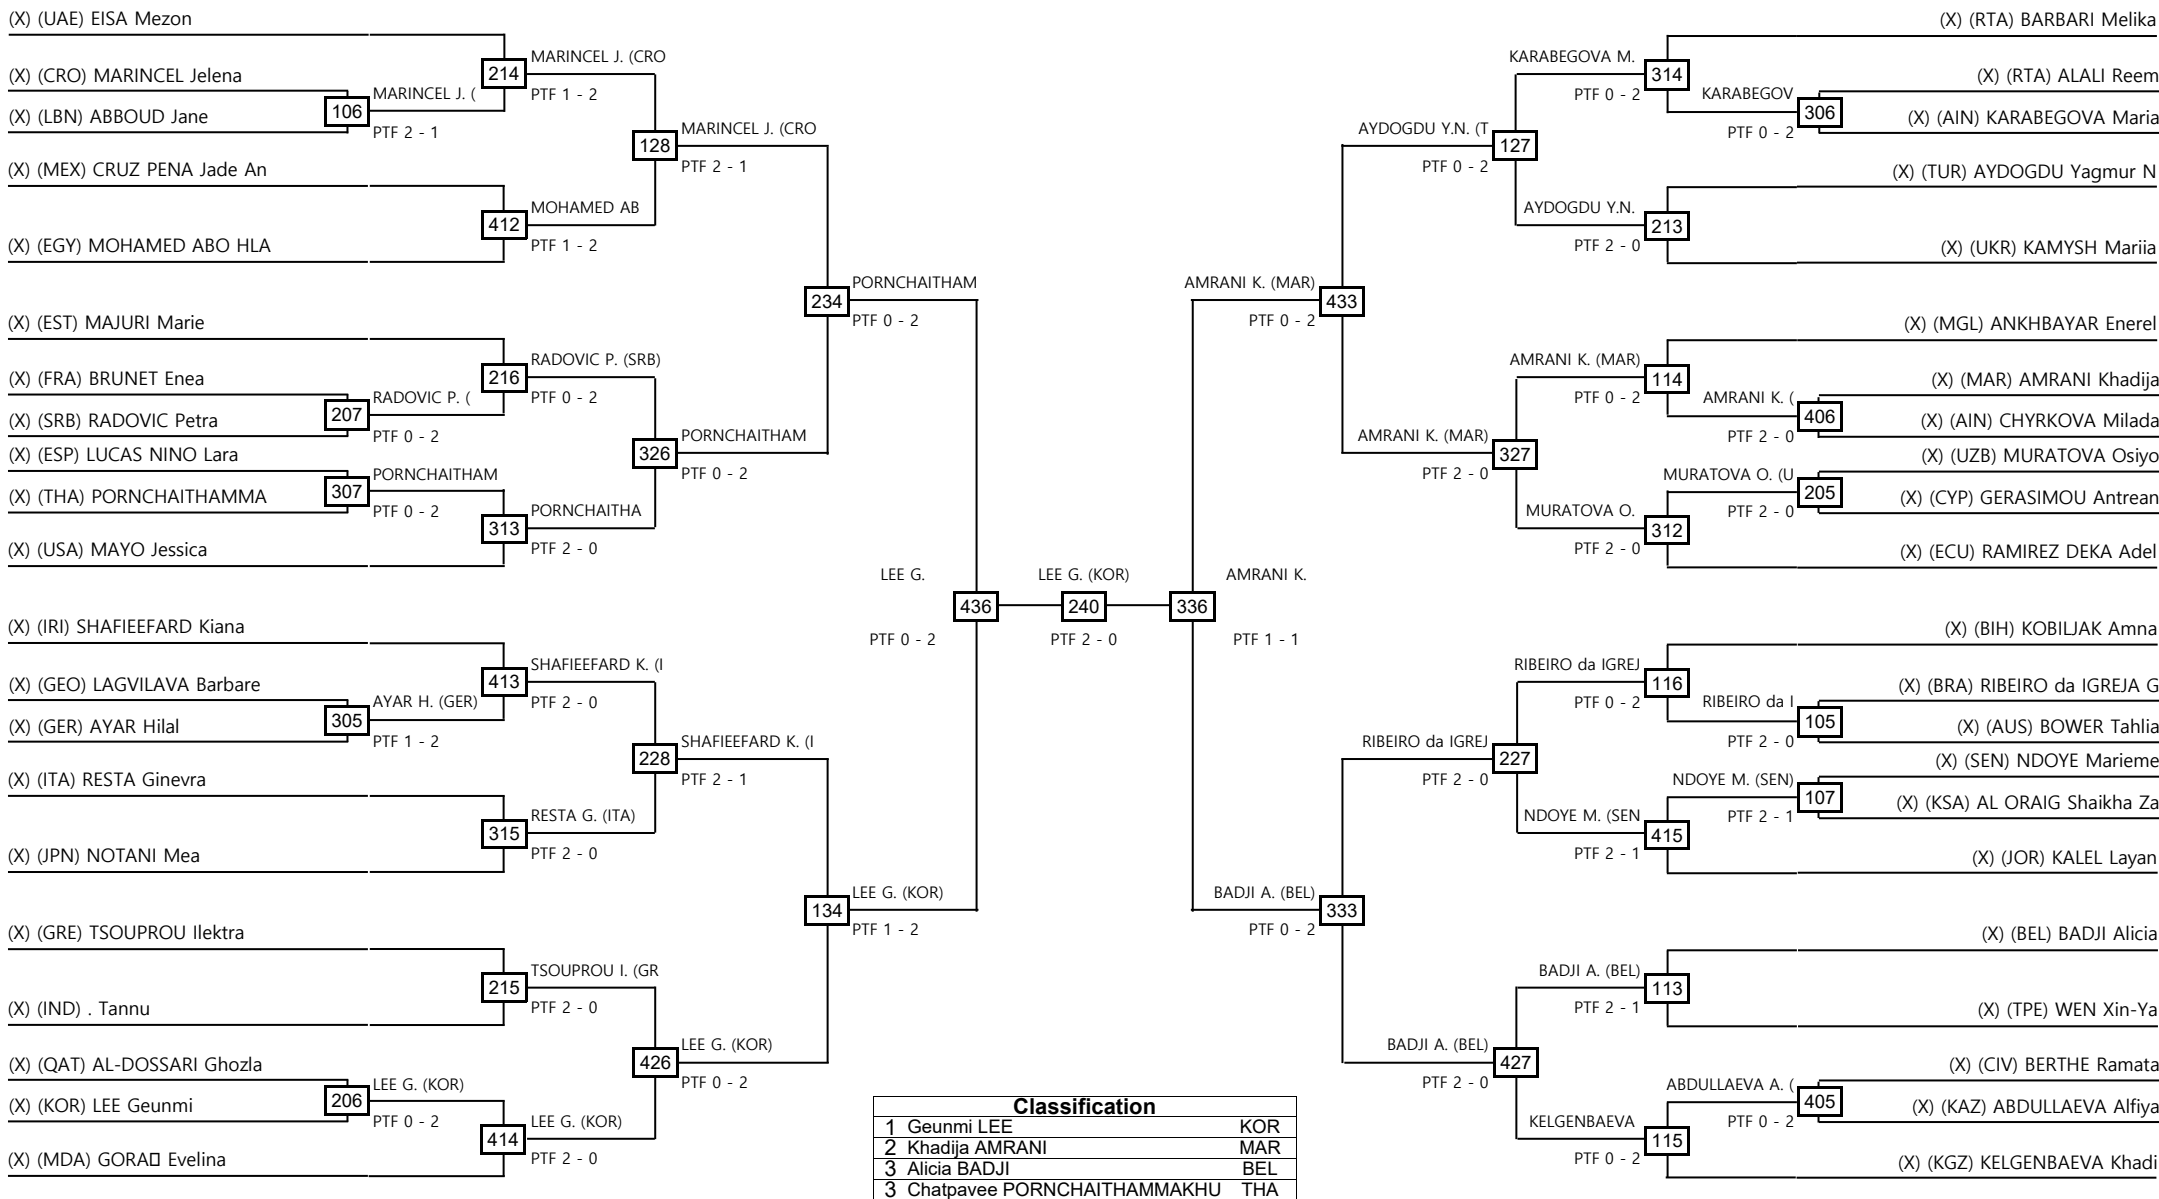 (X) (UAE) EISA Mezon
(X) (CRO) MARINCEL Jelena
(X) (LBN) ABBOUD Jane
(X) (MEX) CRUZ PENA Jade An
(X) (EGY) MOHAMED ABO HLA
(X) (EST) MAJURI Marie
(X) (FRA) BRUNET Enea
(X) (SRB) RADOVIC Petra
(X) (ESP) LUCAS NINO Lara
(X) (THA) PORNCHAITHAMMA
(X) (USA) MAYO Jessica
(X) (IRI) SHAFIEEFARD Kiana
(X) (GEO) LAGVILAVA Barbare
(X) (GER) AYAR Hilal
(X) (ITA) RESTA Ginevra
(X) (JPN) NOTANI Mea
(X) (GRE) TSOUPROU Ilektra
(X) (IND) . Tannu
(X) (QAT) AL-DOSSARI Ghozla
(X) (KOR) LEE Geunmi
(X) (MDA) GORA□ Evelina
106
MARINCEL J. (
PTF 2 - 1
207
RADOVIC P. (
PTF 0 - 2
307
PORNCHAITHAM
PTF 0 - 2
305
AYAR H. (GER)
PTF 1 - 2
206
LEE G. (KOR)
PTF 0 - 2
214
MARINCEL J. (CRO
PTF 1 - 2
412
MOHAMED AB
PTF 1 - 2
216
RADOVIC P. (SRB)
PTF 0 - 2
313
PORNCHAITHA
PTF 2 - 0
413
SHAFIEEFARD K. (I
PTF 2 - 0
315
RESTA G. (ITA)
PTF 2 - 0
215
TSOUPROU I. (GR
PTF 2 - 0
414
LEE G. (KOR)
PTF 2 - 0
128
MARINCEL J. (CRO
PTF 2 - 1
326
PORNCHAITHAM
PTF 0 - 2
228
SHAFIEEFARD K. (I
PTF 2 - 1
426
LEE G. (KOR)
PTF 0 - 2
234
PORNCHAITHAM
PTF 0 - 2
134
LEE G. (KOR)
PTF 1 - 2
LEE G.
436
PTF 0 - 2
LEE G. (KOR)
240
PTF 2 - 0
AMRANI K.
336
PTF 1 - 1
AMRANI K. (MAR)
433
PTF 0 - 2
BADJI A. (BEL)
333
PTF 0 - 2
AYDOGDU Y.N. (T
127
PTF 0 - 2
AMRANI K. (MAR)
327
PTF 2 - 0
RIBEIRO da IGREJ
227
PTF 2 - 0
BADJI A. (BEL)
427
PTF 2 - 0
KARABEGOVA M.
314
PTF 0 - 2
AYDOGDU Y.N.
213
PTF 2 - 0
AMRANI K. (MAR)
114
PTF 0 - 2
MURATOVA O.
312
PTF 2 - 0
RIBEIRO da IGREJ
116
PTF 0 - 2
NDOYE M. (SEN
415
PTF 2 - 1
BADJI A. (BEL)
113
PTF 2 - 1
KELGENBAEVA
115
PTF 0 - 2
KARABEGOV
306
PTF 0 - 2
AMRANI K. (
406
PTF 2 - 0
MURATOVA O. (U
205
PTF 2 - 0
RIBEIRO da I
105
PTF 2 - 0
NDOYE M. (SEN)
107
PTF 2 - 1
ABDULLAEVA A. (
405
PTF 0 - 2
(X) (RTA) BARBARI Melika
(X) (RTA) ALALI Reem
(X) (AIN) KARABEGOVA Maria
(X) (TUR) AYDOGDU Yagmur N
(X) (UKR) KAMYSH Mariia
(X) (MGL) ANKHBAYAR Enerel
(X) (MAR) AMRANI Khadija
(X) (AIN) CHYRKOVA Milada
(X) (UZB) MURATOVA Osiyo
(X) (CYP) GERASIMOU Antrean
(X) (ECU) RAMIREZ DEKA Adel
(X) (BIH) KOBILJAK Amna
(X) (BRA) RIBEIRO da IGREJA G
(X) (AUS) BOWER Tahlia
(X) (SEN) NDOYE Marieme
(X) (KSA) AL ORAIG Shaikha Za
(X) (JOR) KALEL Layan
(X) (BEL) BADJI Alicia
(X) (TPE) WEN Xin-Ya
(X) (CIV) BERTHE Ramata
(X) (KAZ) ABDULLAEVA Alfiya
(X) (KGZ) KELGENBAEVA Khadi
Classification
1 Geunmi LEE KOR
2 Khadija AMRANI MAR
3 Alicia BADJI BEL
3 Chatpavee PORNCHAITHAMMAKHU THA